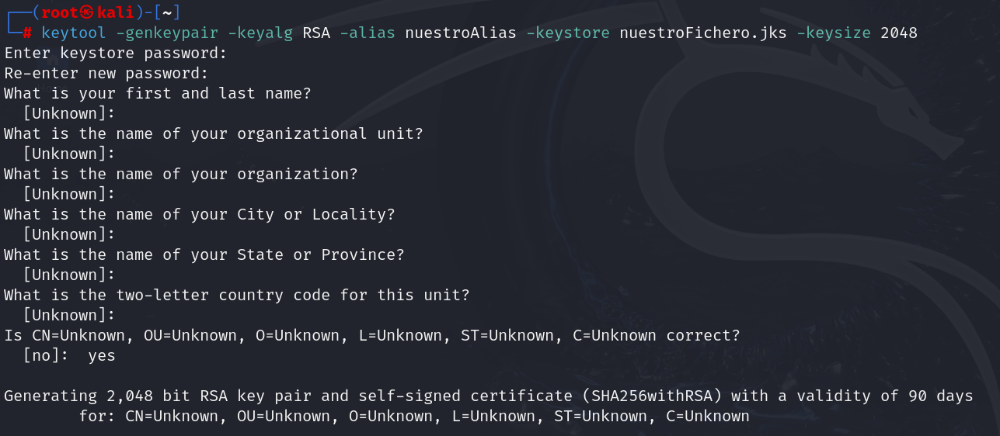 ┌──(root㉿kali)-[~]
└─# keytool -genkeypair -keyalg RSA -alias nuestroAlias -keystore nuestroFichero.jks -keysize 2048
Enter keystore password:
Re-enter new password:
What is your first and last name?
  [Unknown]:
What is the name of your organizational unit?
  [Unknown]:
What is the name of your organization?
  [Unknown]:
What is the name of your City or Locality?
  [Unknown]:
What is the name of your State or Province?
  [Unknown]:
What is the two-letter country code for this unit?
  [Unknown]:
Is CN=Unknown, OU=Unknown, O=Unknown, L=Unknown, ST=Unknown, C=Unknown correct?
  [no]:  yes

Generating 2,048 bit RSA key pair and self-signed certificate (SHA256withRSA) with a validity of 90 days
        for: CN=Unknown, OU=Unknown, O=Unknown, L=Unknown, ST=Unknown, C=Unknown